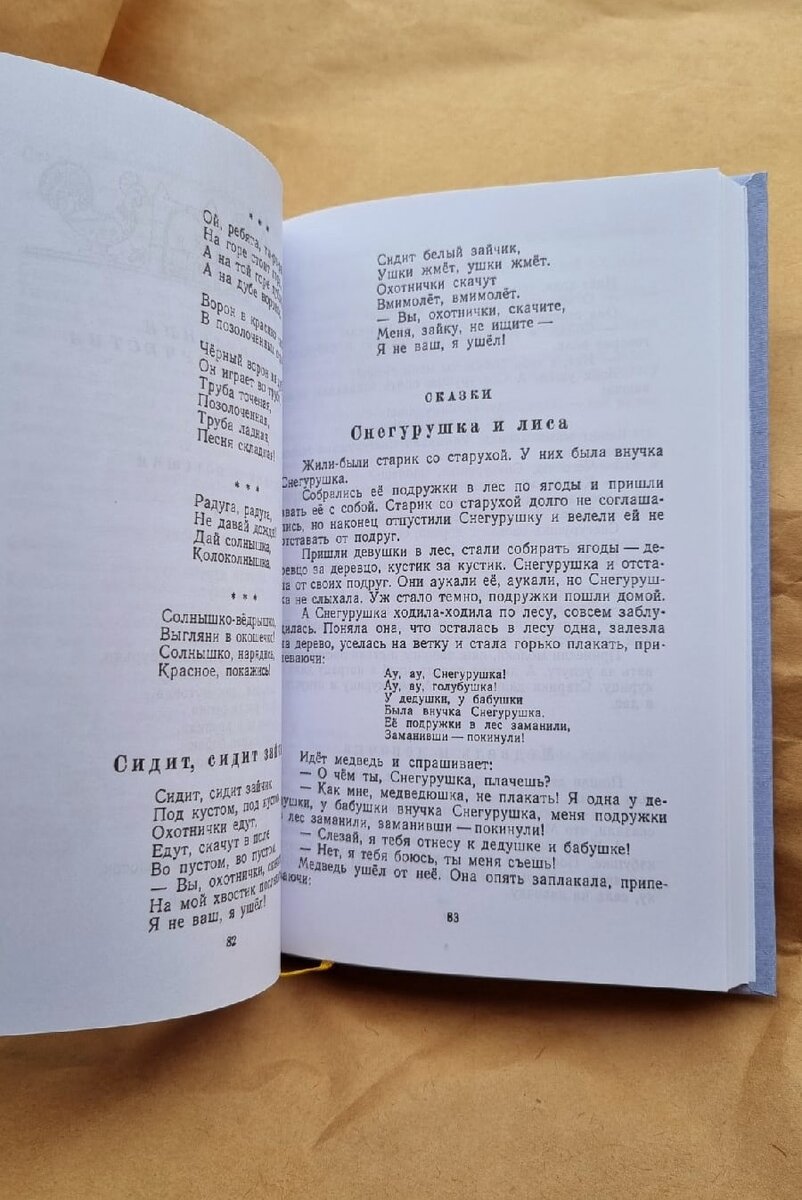 * * *
Ой, ребята,
На горе стоит
А на той горе
А на дубе
Ворон в красных
В позолоченных
Чёрный ворон на
Он играет во
Труба точеная,
Позолоченная,
Труба ладная,
Песня складная!
* * *
Радуга, радуга,
Не давай дождя!
Дай солнышка,
Колоколнышка
* * *
Солнышко-вёдрышко,
Выгляни в окошечко!
Солнышко, нарядись,
Красное, покажись!
Сидит, сидит
Сидит, сидит зайчик
Под кустом, под кустом
Охотнички едут,
Едут, скачут в поле
Во пустом, во пустом.
— Вы, охотнички,
На мой хвостик
Я не ваш, я ушёл!
82
Сидит белый зайчик,
Ушки жмёт, ушки жмёт.
Охотнички скачут
Вмимолёт, вмимолёт.
— Вы, охотнички, скачите,
Меня, зайку, не ищите —
Я не ваш, я ушёл!
СКАЗКИ
Снегурушка и лиса
Жили-были старик со старухой. У них была внучка
Снегурушка.
Собрались её подружки в лес по ягоды и пришли
звать её с собой. Старик со старухой долго не соглаша-
лись, но наконец отпустили Снегурушку и велели ей не
отставать от подруг.
Пришли девушки в лес, стали собирать ягоды — де-
ревцо за деревцо, кустик за кустик. Снегурушка и отста-
ла от своих подруг. Они аукали её, аукали, но Снегуруш-
ка не слыхала. Уж стало темно, подружки пошли домой.
А Снегурушка ходила-ходила по лесу, совсем заблу-
дилась. Поняла она, что осталась в лесу одна, залезла
на дерево, уселась на ветку и стала горько плакать, при-
певаючи:
Ау, ау, Снегурушка!
Ау, ау, голубушка!
У дедушки, у бабушки
Была внучка Снегурушка.
Её подружки в лес заманили,
Заманивши — покинули!
Идёт медведь и спрашивает:
— О чём ты, Снегурушка, плачешь?
— Как мне, медведюшка, не плакать! Я одна у де-
душки, у бабушки внучка Снегурушка, меня подружки
в лес заманили, заманивши — покинули!
— Слезай, я тебя отнесу к дедушке и бабушке!
— Нет, я тебя боюсь, ты меня съешь!
Медведь ушёл от неё. Она опять заплакала, припе-
ваючи:
83